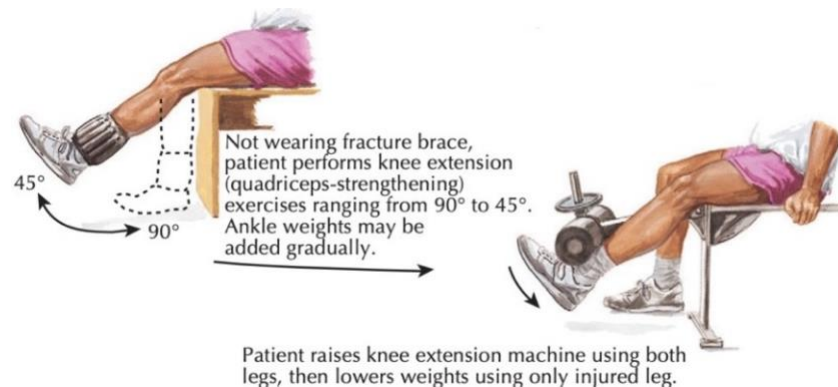 Not wearing fracture brace,
patient performs knee extension
(quadriceps-strengthening)
exercises ranging from 90° to 45°.
Ankle weights may be
added gradually.
45°
90°
Patient raises knee extension machine using both
legs, then lowers weights using only injured leg.